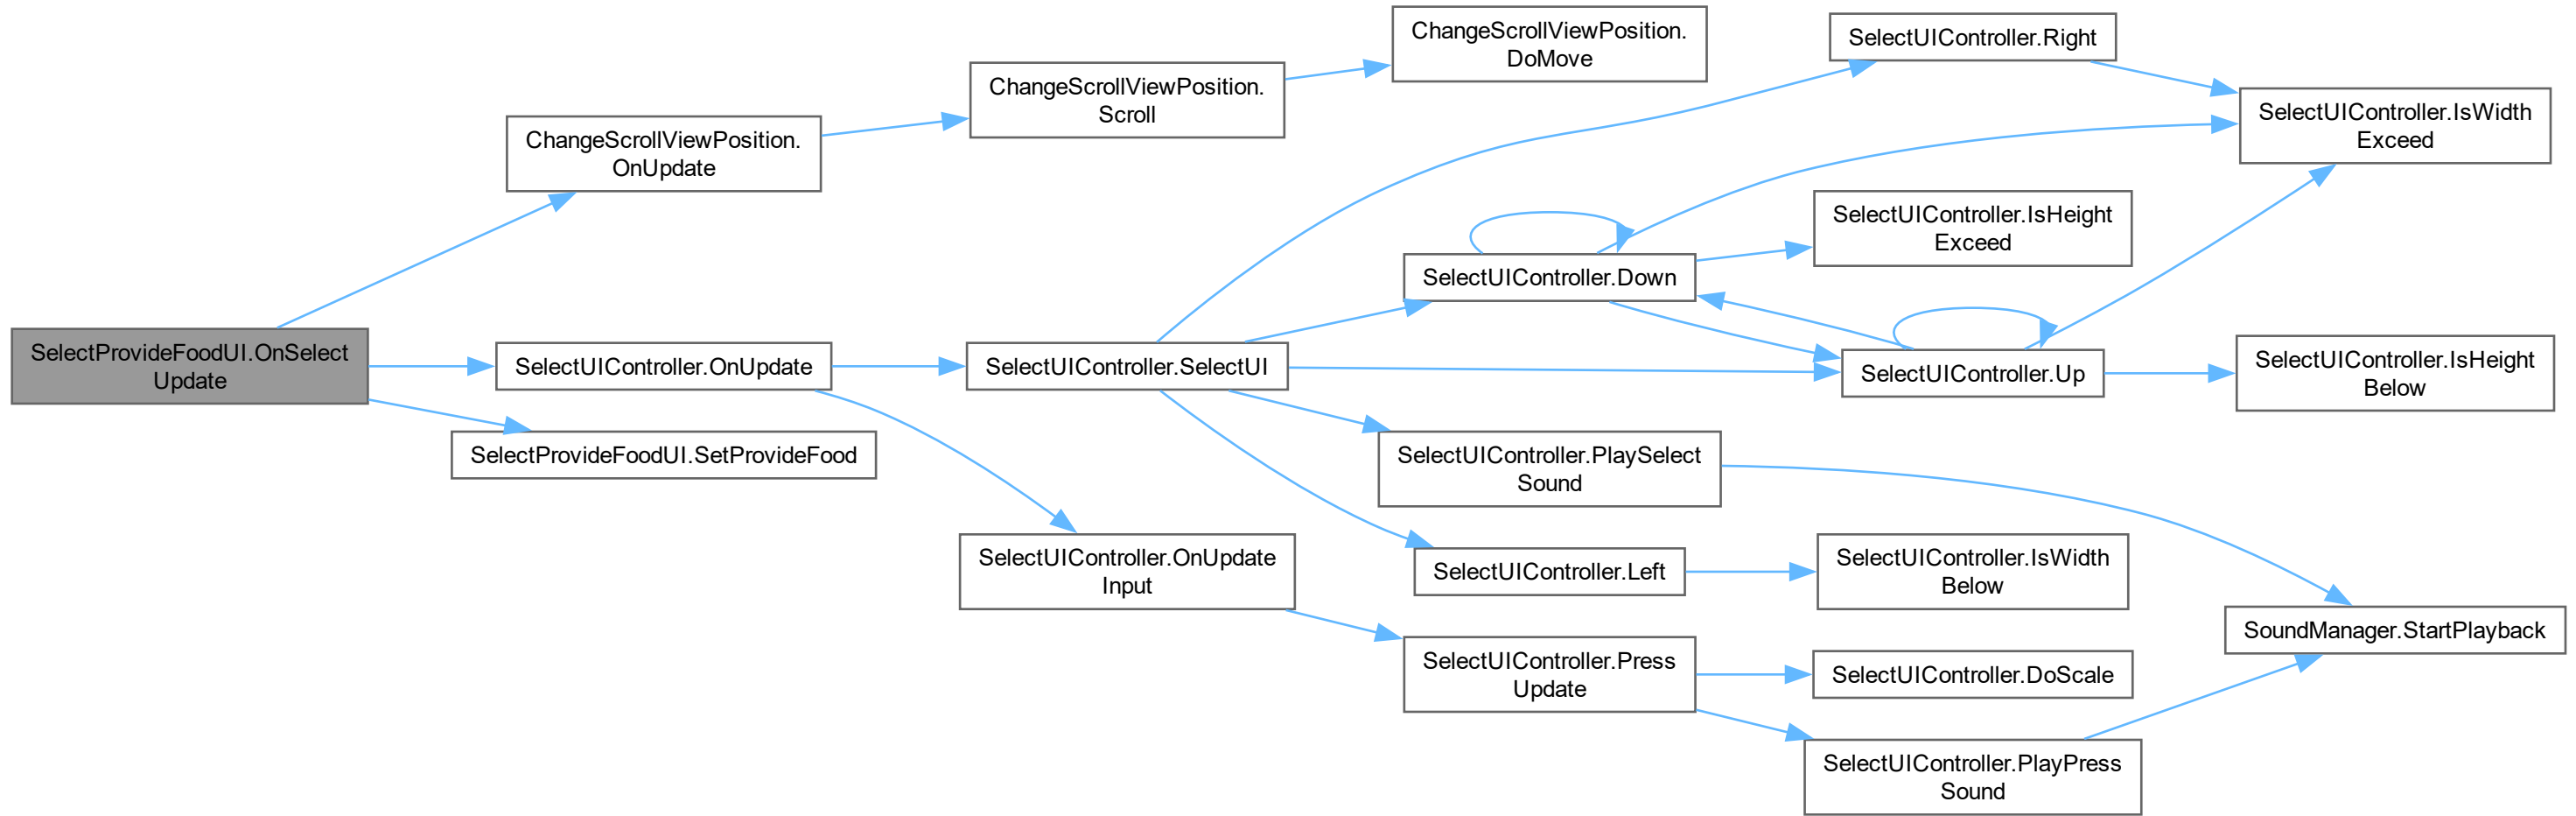 SelectProvideFoodUI.OnSelect
Update
ChangeScrollViewPosition.
OnUpdate
SelectUIController.OnUpdate
SelectProvideFoodUI.SetProvideFood
ChangeScrollViewPosition.
Scroll
SelectUIController.SelectUI
SelectUIController.OnUpdate
Input
ChangeScrollViewPosition.
DoMove
SelectUIController.Down
SelectUIController.PlaySelect
Sound
SelectUIController.Left
SelectUIController.Press
Update
SelectUIController.Right
SelectUIController.IsHeight
Exceed
SelectUIController.Up
SelectUIController.IsWidth
Below
SelectUIController.DoScale
SelectUIController.PlayPress
Sound
SelectUIController.IsWidth
Exceed
SelectUIController.IsHeight
Below
SoundManager.StartPlayback